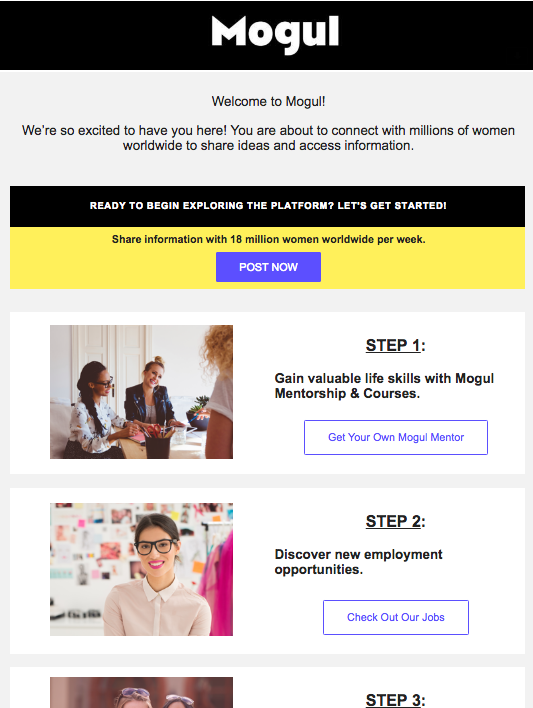 Mogul
Welcome to Mogul!
We're so excited to have you here! You are about to connect with millions of women
worldwide to share ideas and access information.
READY TO BEGIN EXPLORING THE PLATFORM? LET'S GET STARTED!
Share information with 18 million women worldwide per week.
POST NOW
STEP 1:
Gain valuable life skills with Mogul
Mentorship & Courses.
Get Your Own Mogul Mentor
STEP 2:
Discover new employment
opportunities.
Check Out Our Jobs
STEP 3: